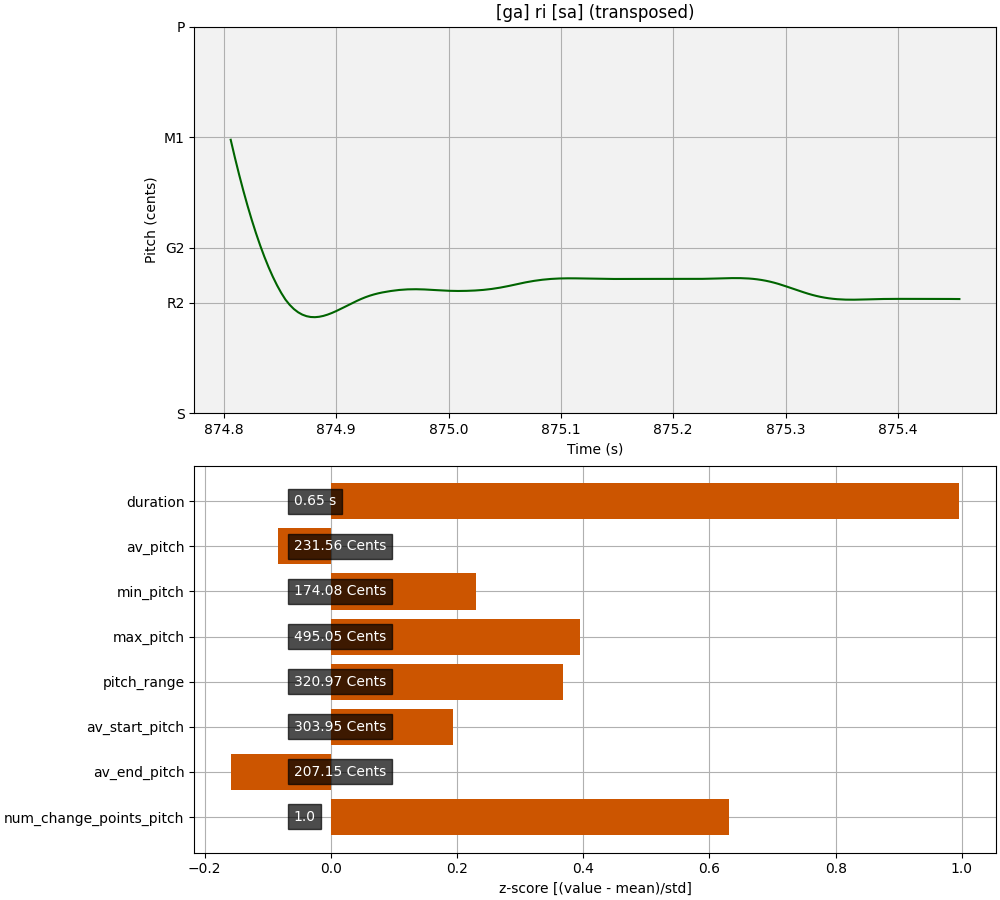 [ga] ri [sa] (transposed)
P
M1
G2
R2
S
Pitch (cents)
874.8 874.9 875.0 875.1 875.2 875.3 875.4
Time (s)
duration 0.65 s
av_pitch 231.56 Cents
min_pitch 174.08 Cents
max_pitch 495.05 Cents
pitch_range 320.97 Cents
av_start_pitch 303.95 Cents
av_end_pitch 207.15 Cents
num_change_points_pitch 1.0
−0.2 0.0 0.2 0.4 0.6 0.8 1.0
z-score [(value - mean)/std]